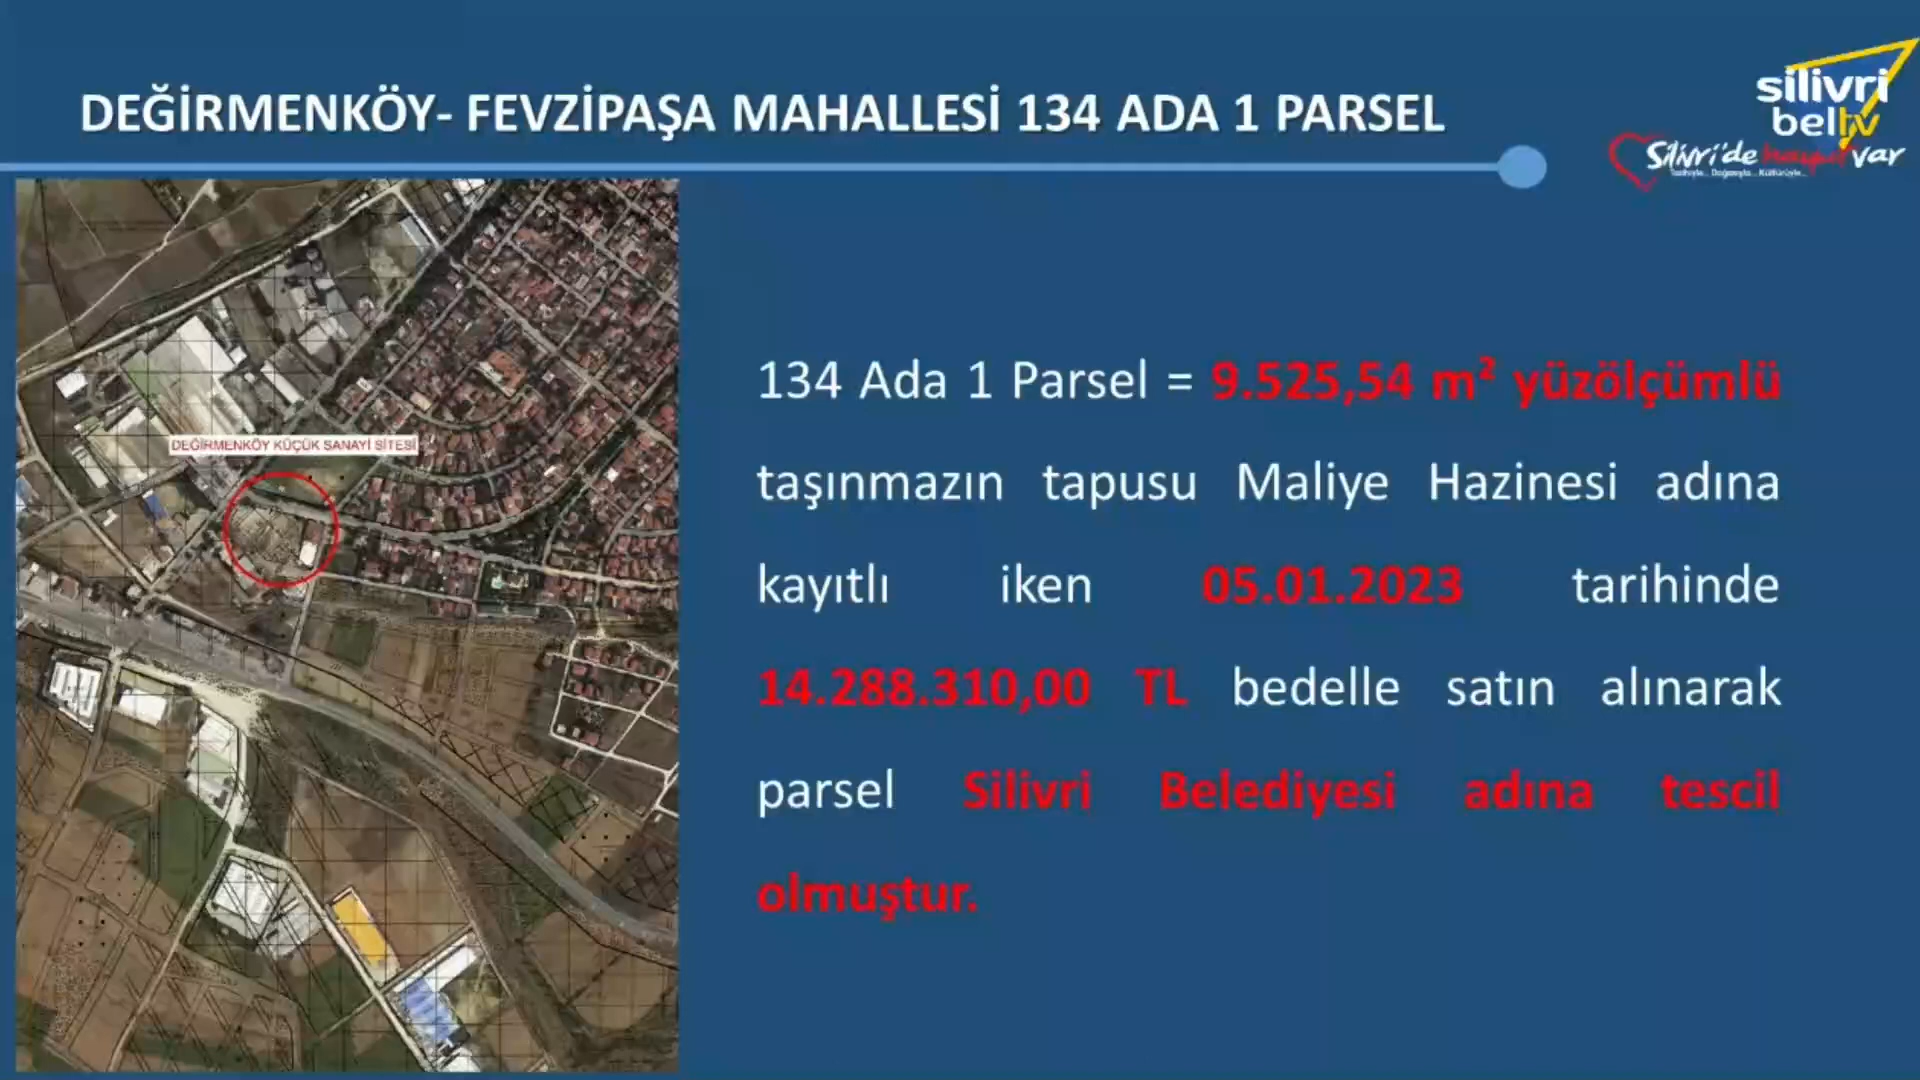 DEĞİRMENKÖY- FEVZİPAŞA MAHALLESİ 134 ADA 1 PARSEL
silivri
beltv
Silivri'de hayat var
DEĞİRMENKÖY KÜÇÜK SANAYİ SİTESİ
134 Ada 1 Parsel = 9.525,54 m² yüzölçümlü
taşınmazın tapusu Maliye Hazinesi adına
kayıtlı iken 05.01.2023 tarihinde
14.288.310,00 TL bedelle satın alınarak
parsel Silivri Belediyesi adına tescil
olmuştur.